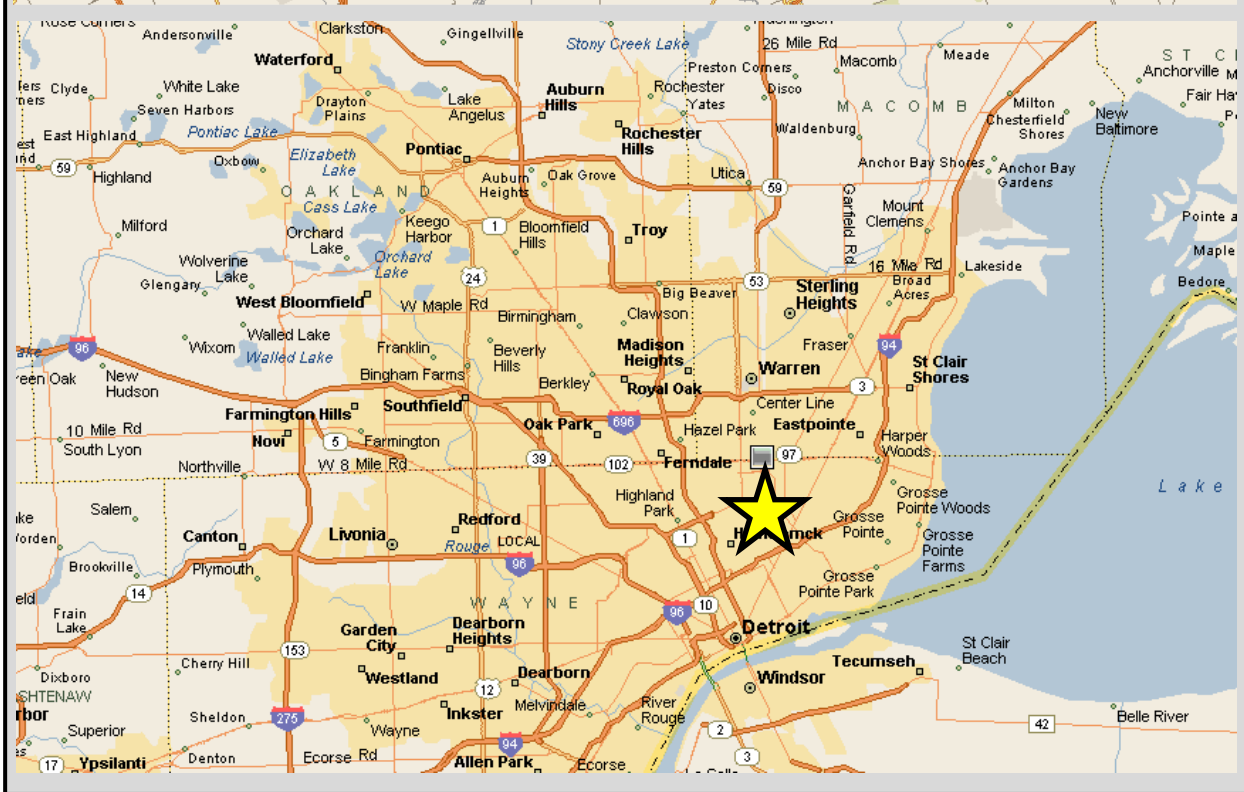 Clarkston
Gingellville
26 Mile Rd
Andersonville
Stony Creek Lake
Meade
Waterford
Preston Corners
Macomb
Anchorville
Clyde
White Lake
Auburn
Hills
Rochester
Disco
Fair
Drayton
Plains
Lake
Angelus
Yates
MACOMB
Milton
Chesterfield
Shores
New
Baltimore
Seven Harbors
East Highland
Pontiac Lake
Rochester
Hills
Waldenburg
Oxbow
Elizabeth
Lake
Pontiac
59
Highland
Auburn
Heights
Oak Grove
Utica
59
Anchor Bay Shores
Anchor Bay
Gardens
OAKLAND
Cass Lake
Garfield Rd
Mount
Clemens
Milford
Orchard
Lake
Keego
Harbor
1
Bloomfield
Hills
Troy
Pointe
Wolverine
Lake
Orchard
Lake
16 Mile Rd
Lakeside
Maple
Glengary
24
Big Beaver
53
Sterling
Heights
Broad
Acres
Bedore
West Bloomfield
W Maple Rd
Birmingham
Clawson
96
Wixom
Walled Lake
Walled Lake
Franklin
Beverly
Hills
Madison
Heights
Fraser
94
New
Hudson
Bingham Farms
Berkley
Royal Oak
Warren
3
St Clair
Shores
Farmington Hills
Southfield
Center Line
Novi
Oak Park
696
Hazel Park
Eastpointe
10 Mile Rd
South Lyon
5
Farmington
Harper
Woods
Northville
W 8 Mile Rd
39
102
Ferndale
97
Salem
Highland
Park
Grosse
Pointe Woods
Lake
Canton
Livonia
Redford
Rouge
LOCAL
96
1
Grosse
Pointe
Grosse
Pointe
Farms
Brookville
Plymouth
14
WAYNE
96
10
Grosse
Pointe Park
Frain
Lake
Garden
City
Dearborn
Heights
Detroit
153
St Clair
Beach
Cherry Hill
Westland
Dearborn
Tecumseh
Dixboro
12
Windsor
Inkster
Melvindale
River
Rouge
Sheldon
275
Wayne
2
42
Belle River
Superior
94
3
17
Ypsilanti
Denton
Ecorse Rd
Allen Park
Ecorse